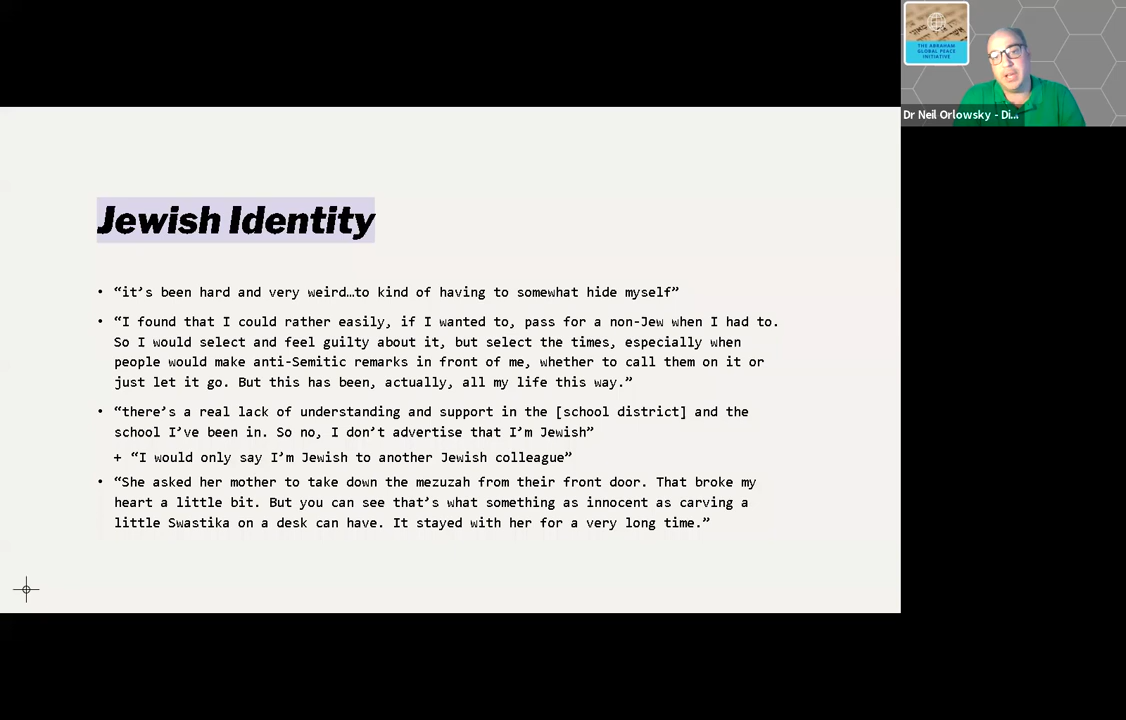 THE ABRAHAM
GLOBAL PEACE
INITIATIVE
Dr Neil Orlowsky - Di...
Jewish Identity
• “it’s been hard and very weird…to kind of having to somewhat hide myself”
• “I found that I could rather easily, if I wanted to, pass for a non-Jew when I had to.
So I would select and feel guilty about it, but select the times, especially when
people would make anti-Semitic remarks in front of me, whether to call them on it or
just let it go. But this has been, actually, all my life this way.”
• “there’s a real lack of understanding and support in the [school district] and the
school I’ve been in. So no, I don’t advertise that I’m Jewish”
+ “I would only say I’m Jewish to another Jewish colleague”
• “She asked her mother to take down the mezuzah from their front door. That broke my
heart a little bit. But you can see that’s what something as innocent as carving a
little Swastika on a desk can have. It stayed with her for a very long time.”